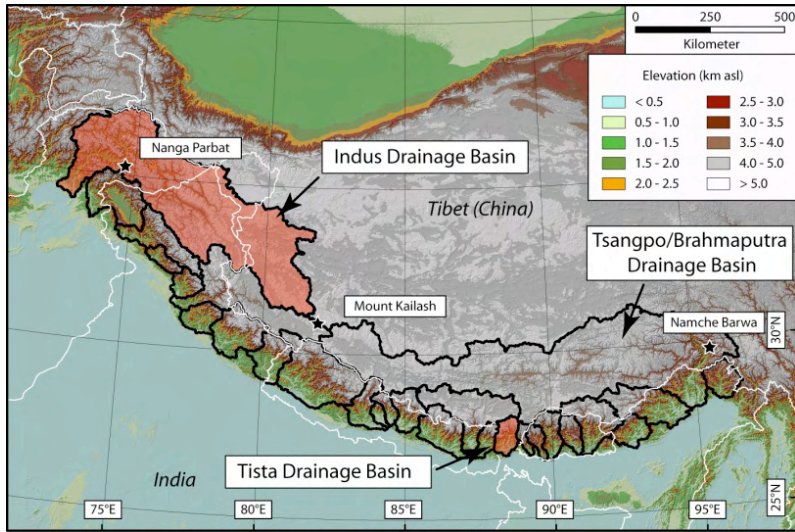 0 250 500
Kilometer
Elevation (km asl)
< 0.5 2.5 - 3.0
0.5 - 1.0 3.0 - 3.5
1.0 - 1.5 3.5 - 4.0
1.5 - 2.0 4.0 - 5.0
2.0 - 2.5 > 5.0
Nanga Parbat
Indus Drainage Basin
Tibet (China)
Tsangpo/Brahmaputra
Drainage Basin
Mount Kailash
Namche Barwa
30°N
Tista Drainage Basin
India
75°E 80°E 85°E 90°E 95°E
25°N